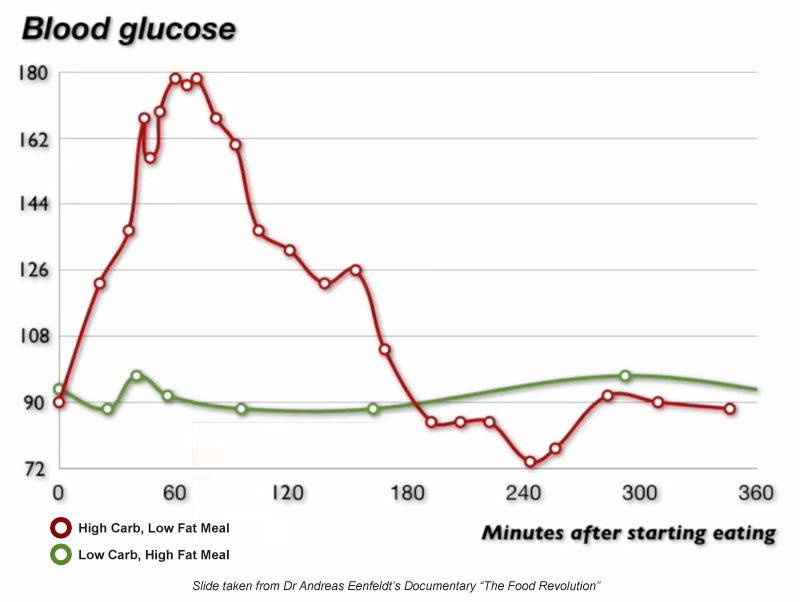 Blood glucose
180
162
144
126
108
90
72
0 60 120 180 240 300 360
Minutes after starting eating
High Carb, Low Fat Meal
Low Carb, High Fat Meal
Slide taken from Dr Andreas Eenfeldt's Documentary “The Food Revolution”